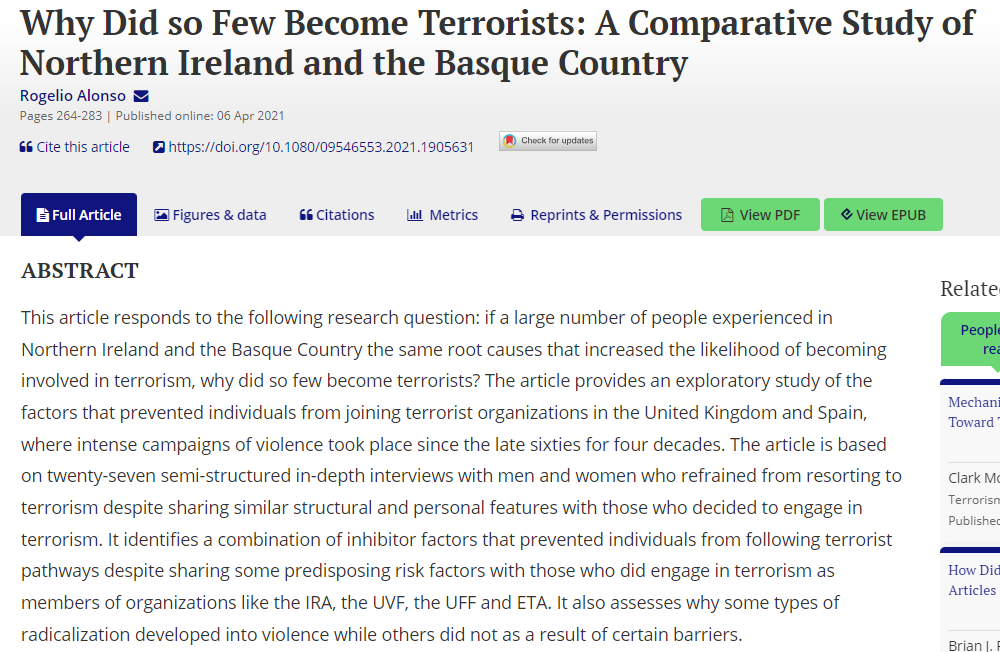 Why Did so Few Become Terrorists: A Comparative Study of
Northern Ireland and the Basque Country
Rogelio Alonso
Pages 264-283 | Published online: 06 Apr 2021
Cite this article
https://doi.org/10.1080/09546553.2021.1905631
Check for updates
Full Article
Figures & data
Citations
Metrics
Reprints & Permissions
View PDF
View EPUB
ABSTRACT
This article responds to the following research question: if a large number of people experienced in
Northern Ireland and the Basque Country the same root causes that increased the likelihood of becoming
involved in terrorism, why did so few become terrorists? The article provides an exploratory study of the
factors that prevented individuals from joining terrorist organizations in the United Kingdom and Spain,
where intense campaigns of violence took place since the late sixties for four decades. The article is based
on twenty-seven semi-structured in-depth interviews with men and women who refrained from resorting to
terrorism despite sharing similar structural and personal features with those who decided to engage in
terrorism. It identifies a combination of inhibitor factors that prevented individuals from following terrorist
pathways despite sharing some predisposing risk factors with those who did engage in terrorism as
members of organizations like the IRA, the UVF, the UFF and ETA. It also assesses why some types of
radicalization developed into violence while others did not as a result of certain barriers.
Relate
People
rea
Mechani
Toward
Clark Mc
Terrorism
Published
How Did
Articles
Brian J.